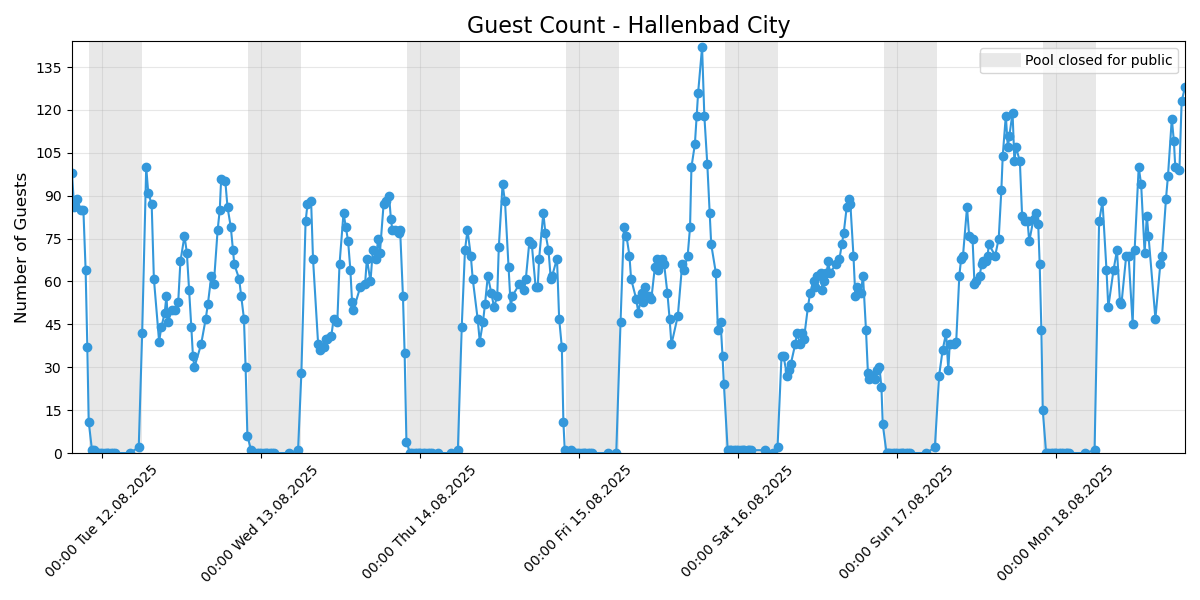 Guest Count - Hallenbad City
Pool closed for public
Number of Guests
135
120
105
90
75
60
45
30
15
0
00:00 Tue 12.08.2025
00:00 Wed 13.08.2025
00:00 Thu 14.08.2025
00:00 Fri 15.08.2025
00:00 Sat 16.08.2025
00:00 Sun 17.08.2025
00:00 Mon 18.08.2025